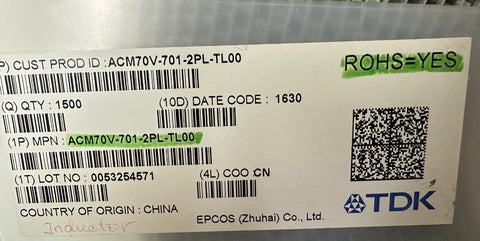 P) CUST PROD ID : ACM70V-701-2PL-TL00
ROHS=YES
(Q) QTY : 1500
(10D) DATE CODE : 1630
(1P) MPN : ACM70V-701-2PL-TL00
(1T) LOT NO : 0053254571
(4L) COO CN
TDK
COUNTRY OF ORIGIN : CHINA
EPCOS (Zhuhai) Co., Ltd.
Inductor